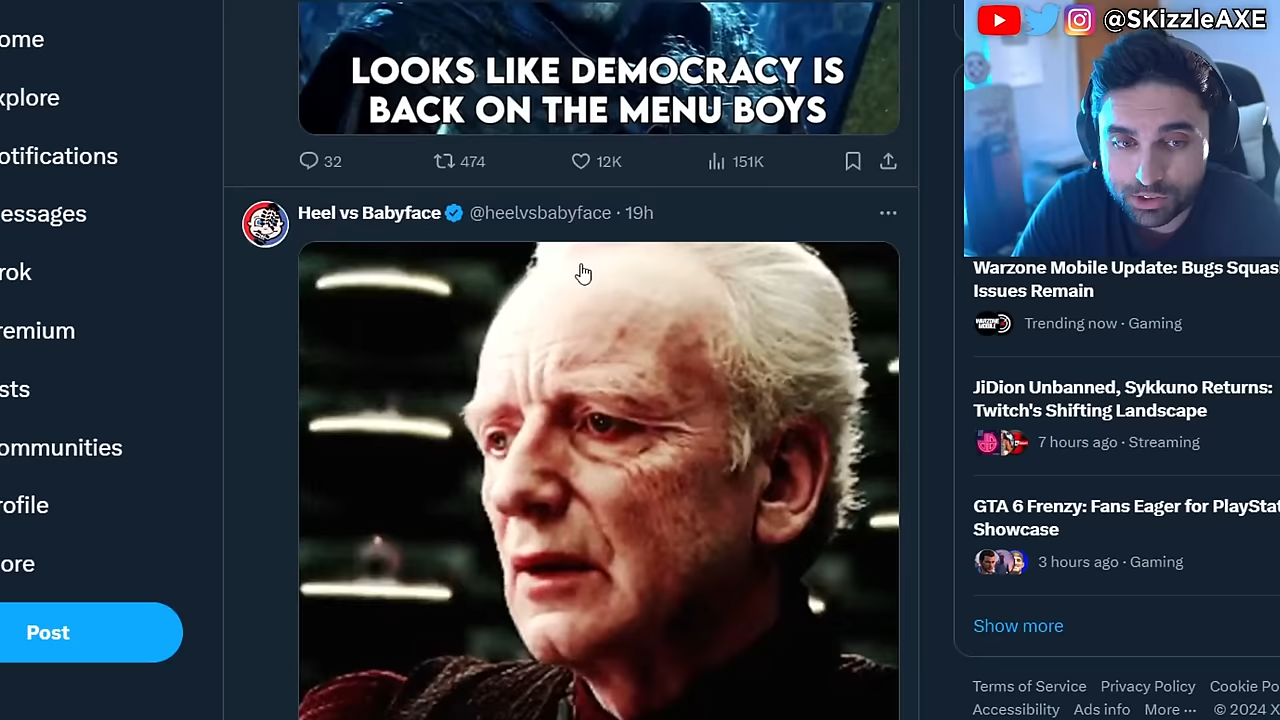 ome
xplore
otifications
essages
rok
remium
sts
ommunities
rofile
ore
Post
LOOKS LIKE DEMOCRACY IS
BACK ON THE MENU BOYS
32 474 12K 151K
Heel vs Babyface @heelvsbabyface · 19h
@SKizzleAXE
Warzone Mobile Update: Bugs Squas
Issues Remain
Trending now · Gaming
JiDion Unbanned, Sykkuno Returns:
Twitch's Shifting Landscape
7 hours ago · Streaming
GTA 6 Frenzy: Fans Eager for PlayStat
Showcase
3 hours ago · Gaming
Show more
Terms of Service Privacy Policy Cookie Po
Accessibility Ads info More ··· © 2024 X